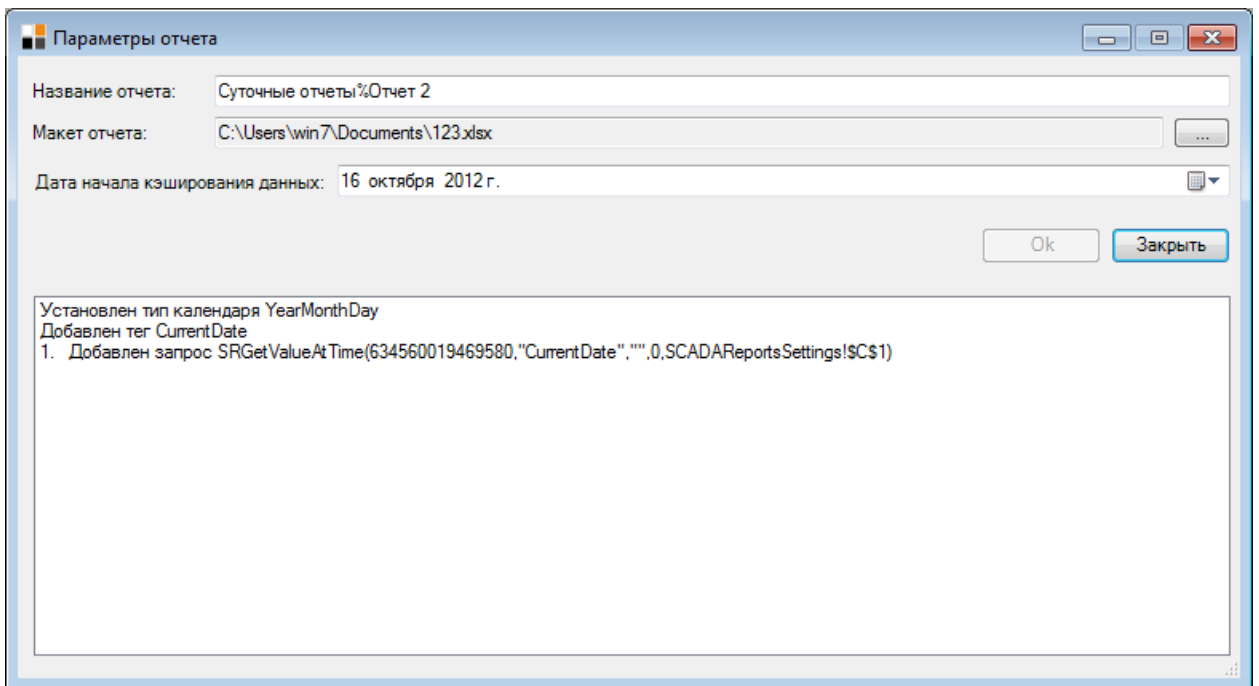 Параметры отчета
Название отчета: Суточные отчеты%Отчет 2
Макет отчета: C:\Users\win7\Documents\123.xlsx ...
Дата начала кэширования данных: 16 октября 2012 г.
Ok Закрыть
Установлен тип календаря YearMonthDay
Добавлен тег CurrentDate
1. Добавлен запрос SRGetValueAtTime(634560019469580,"CurrentDate","",0,SCADAReportsSettings!$C$1)